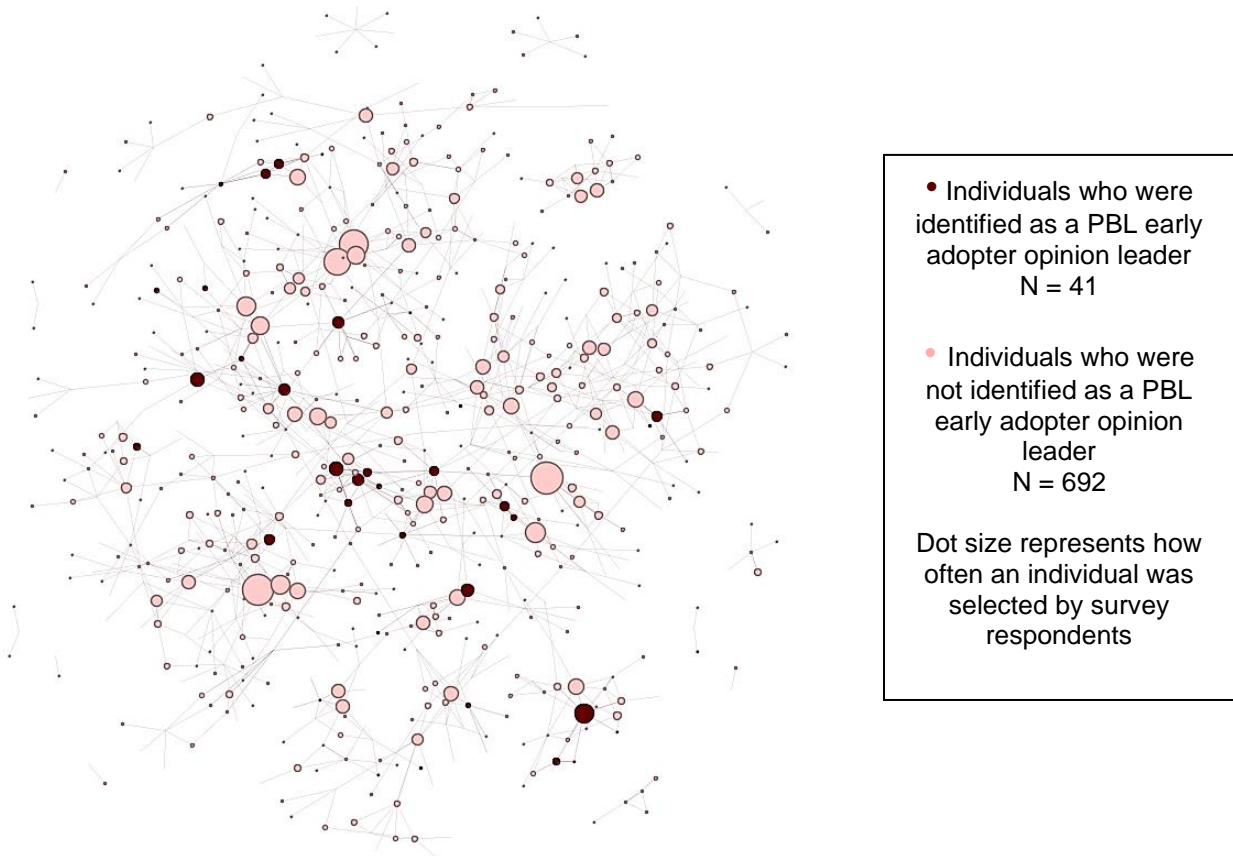 Individuals who were
identified as a PBL early
adopter opinion leader
N = 41
Individuals who were
not identified as a PBL
early adopter opinion
leader
N = 692
Dot size represents how
often an individual was
selected by survey
respondents